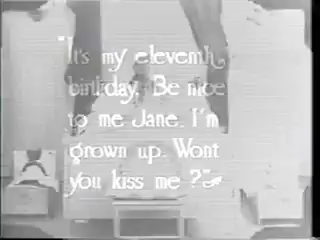 "It's my eleventh
birthday. Be nice
to me Jane. I'm
grown up. Wont
you kiss me?"